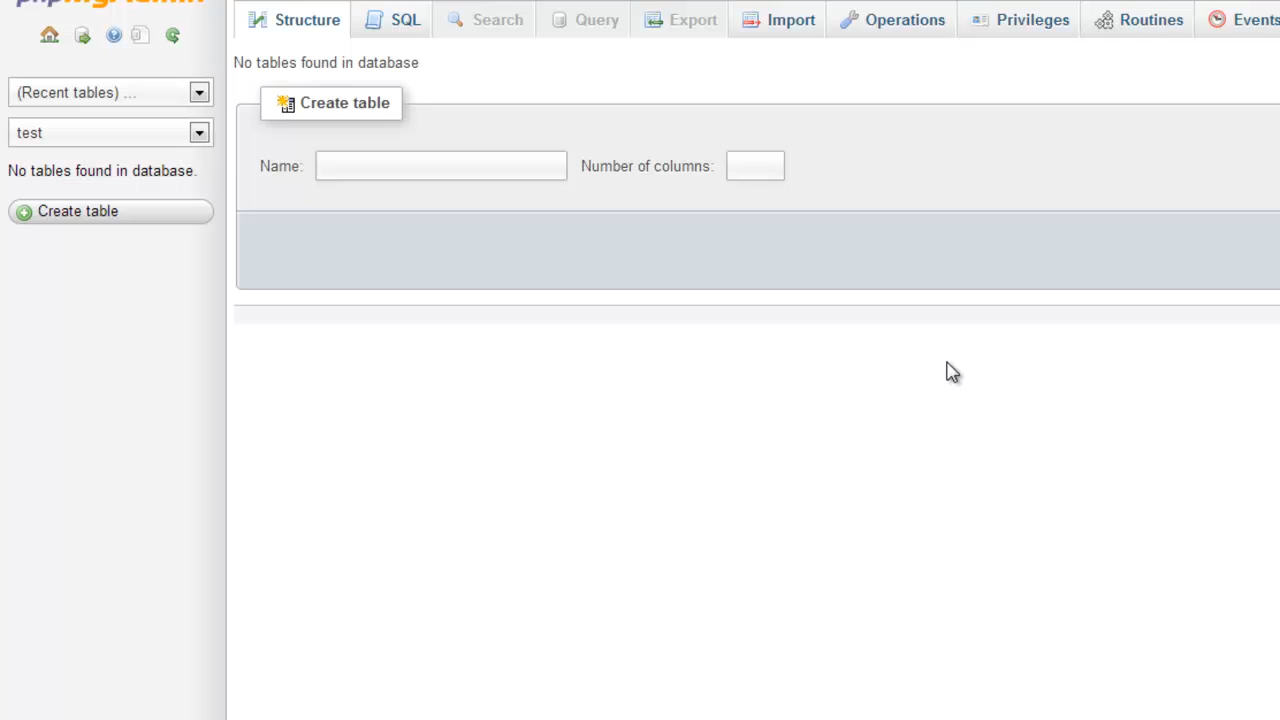 phpMyAdmin
Structure SQL Search Query Export Import Operations Privileges Routines Events
(Recent tables) ...
test
No tables found in database.
Create table
No tables found in database
Create table
Name: Number of columns: